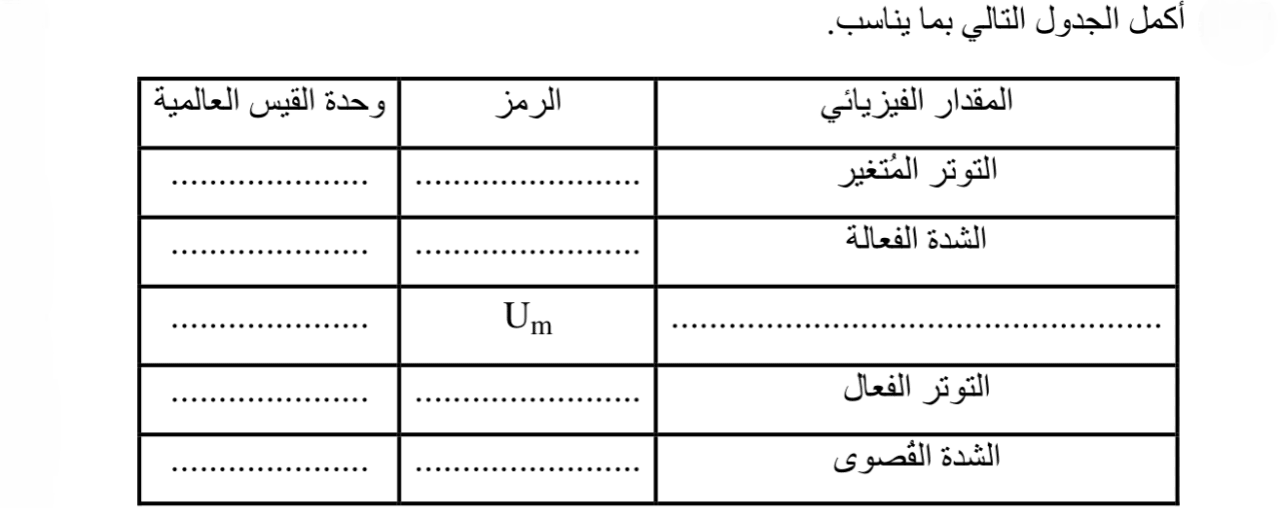 أكمل الجدول التالي بما يناسب.
المقدار الفيزيائي الرمز وحدة القيس العالمية
التوتر المُتغير ........................ .....................
الشدة الفعالة ........................ .....................
.................................................... Um .....................
التوتر الفعال ........................ .....................
الشدة القُصوى ........................ .....................